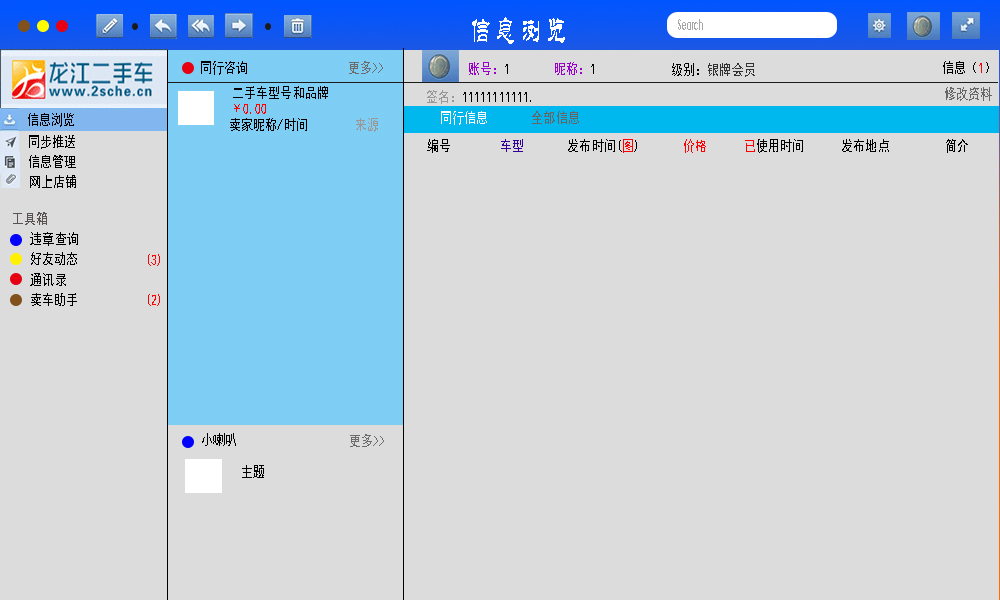 信息浏览
Search
龙江二手车
www.2sche.cn
信息浏览
同步推送
信息管理
网上店铺
工具箱
违章查询
好友动态 (3)
通讯录
卖车助手 (2)
同行咨询 更多>>
二手车型号和品牌
￥0.00
卖家昵称/时间 来源
小喇叭 更多>>
主题
账号：1 昵称：1 级别：银牌会员 信息（1）
签名：11111111111. 修改资料
同行信息 全部信息
编号 车型 发布时间(图) 价格 已使用时间 发布地点 简介